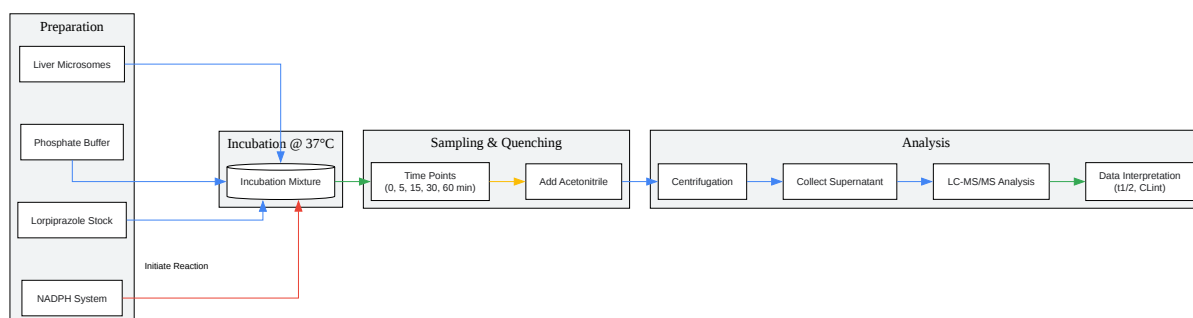 Preparation
Liver Microsomes
Phosphate Buffer
Lorpiprazole Stock
Initiate Reaction
NADPH System
Incubation @ 37°C
Incubation Mixture
Sampling & Quenching
Time Points
(0, 5, 15, 30, 60 min)
Add Acetonitrile
Analysis
Centrifugation
Collect Supernatant
LC-MS/MS Analysis
Data Interpretation
(t1/2, CLint)